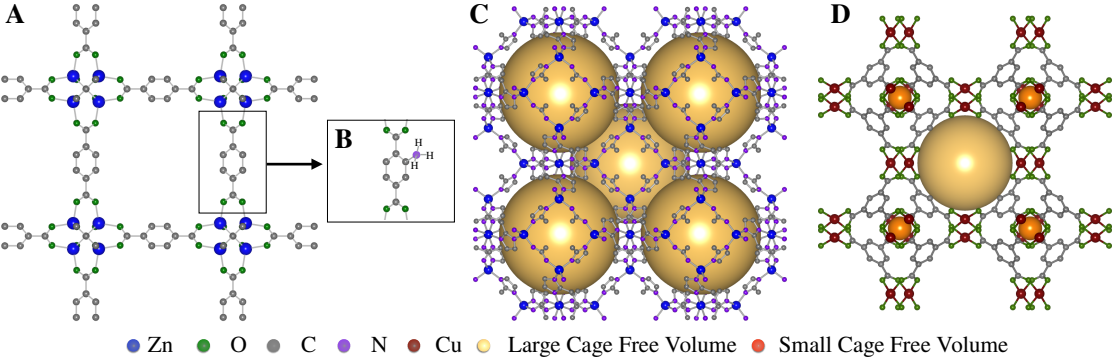 A
B
H
H
H
C
D
Zn O C N Cu Large Cage Free Volume Small Cage Free Volume